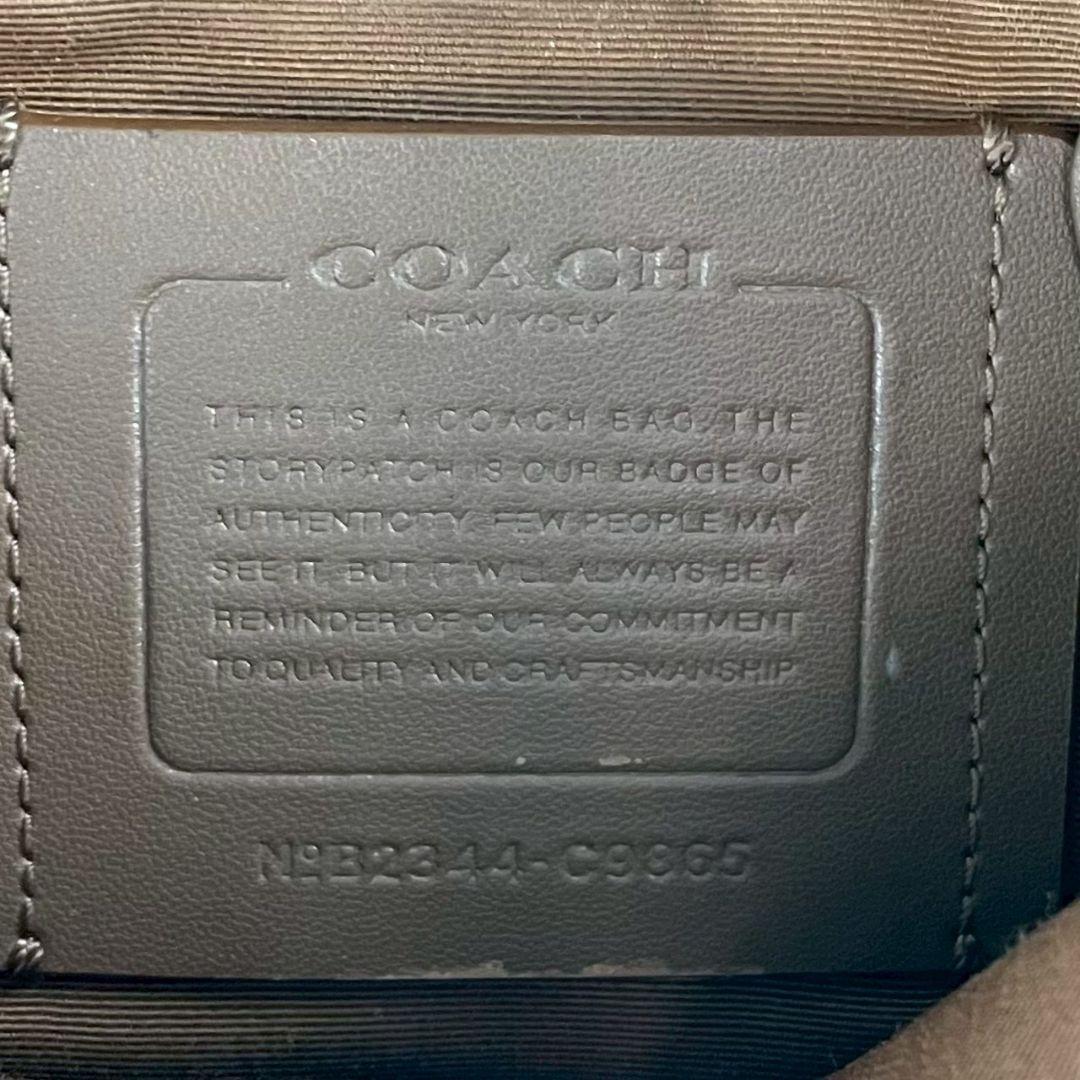 COACH
NEW YORK
THIS IS A COACH BAG. THE
STORYPATCH IS OUR BADGE OF
AUTHENTICITY. FEW PEOPLE MAY
SEE IT. BUT IT WILL ALWAYS BE A
REMINDER OF OUR COMMITMENT
TO QUALITY AND CRAFTSMANSHIP.
NºB2344-C9865